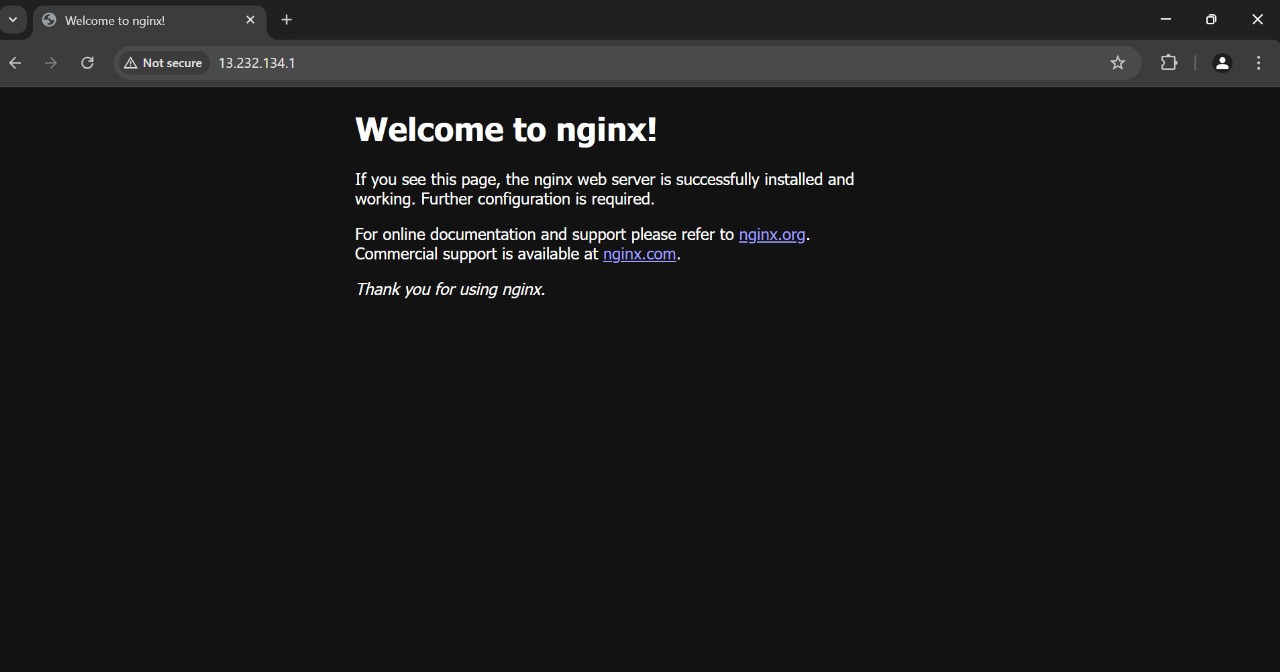 Welcome to nginx!
Not secure
13.232.134.1
Welcome to nginx!
If you see this page, the nginx web server is successfully installed and
working. Further configuration is required.
For online documentation and support please refer to nginx.org.
Commercial support is available at nginx.com.
Thank you for using nginx.